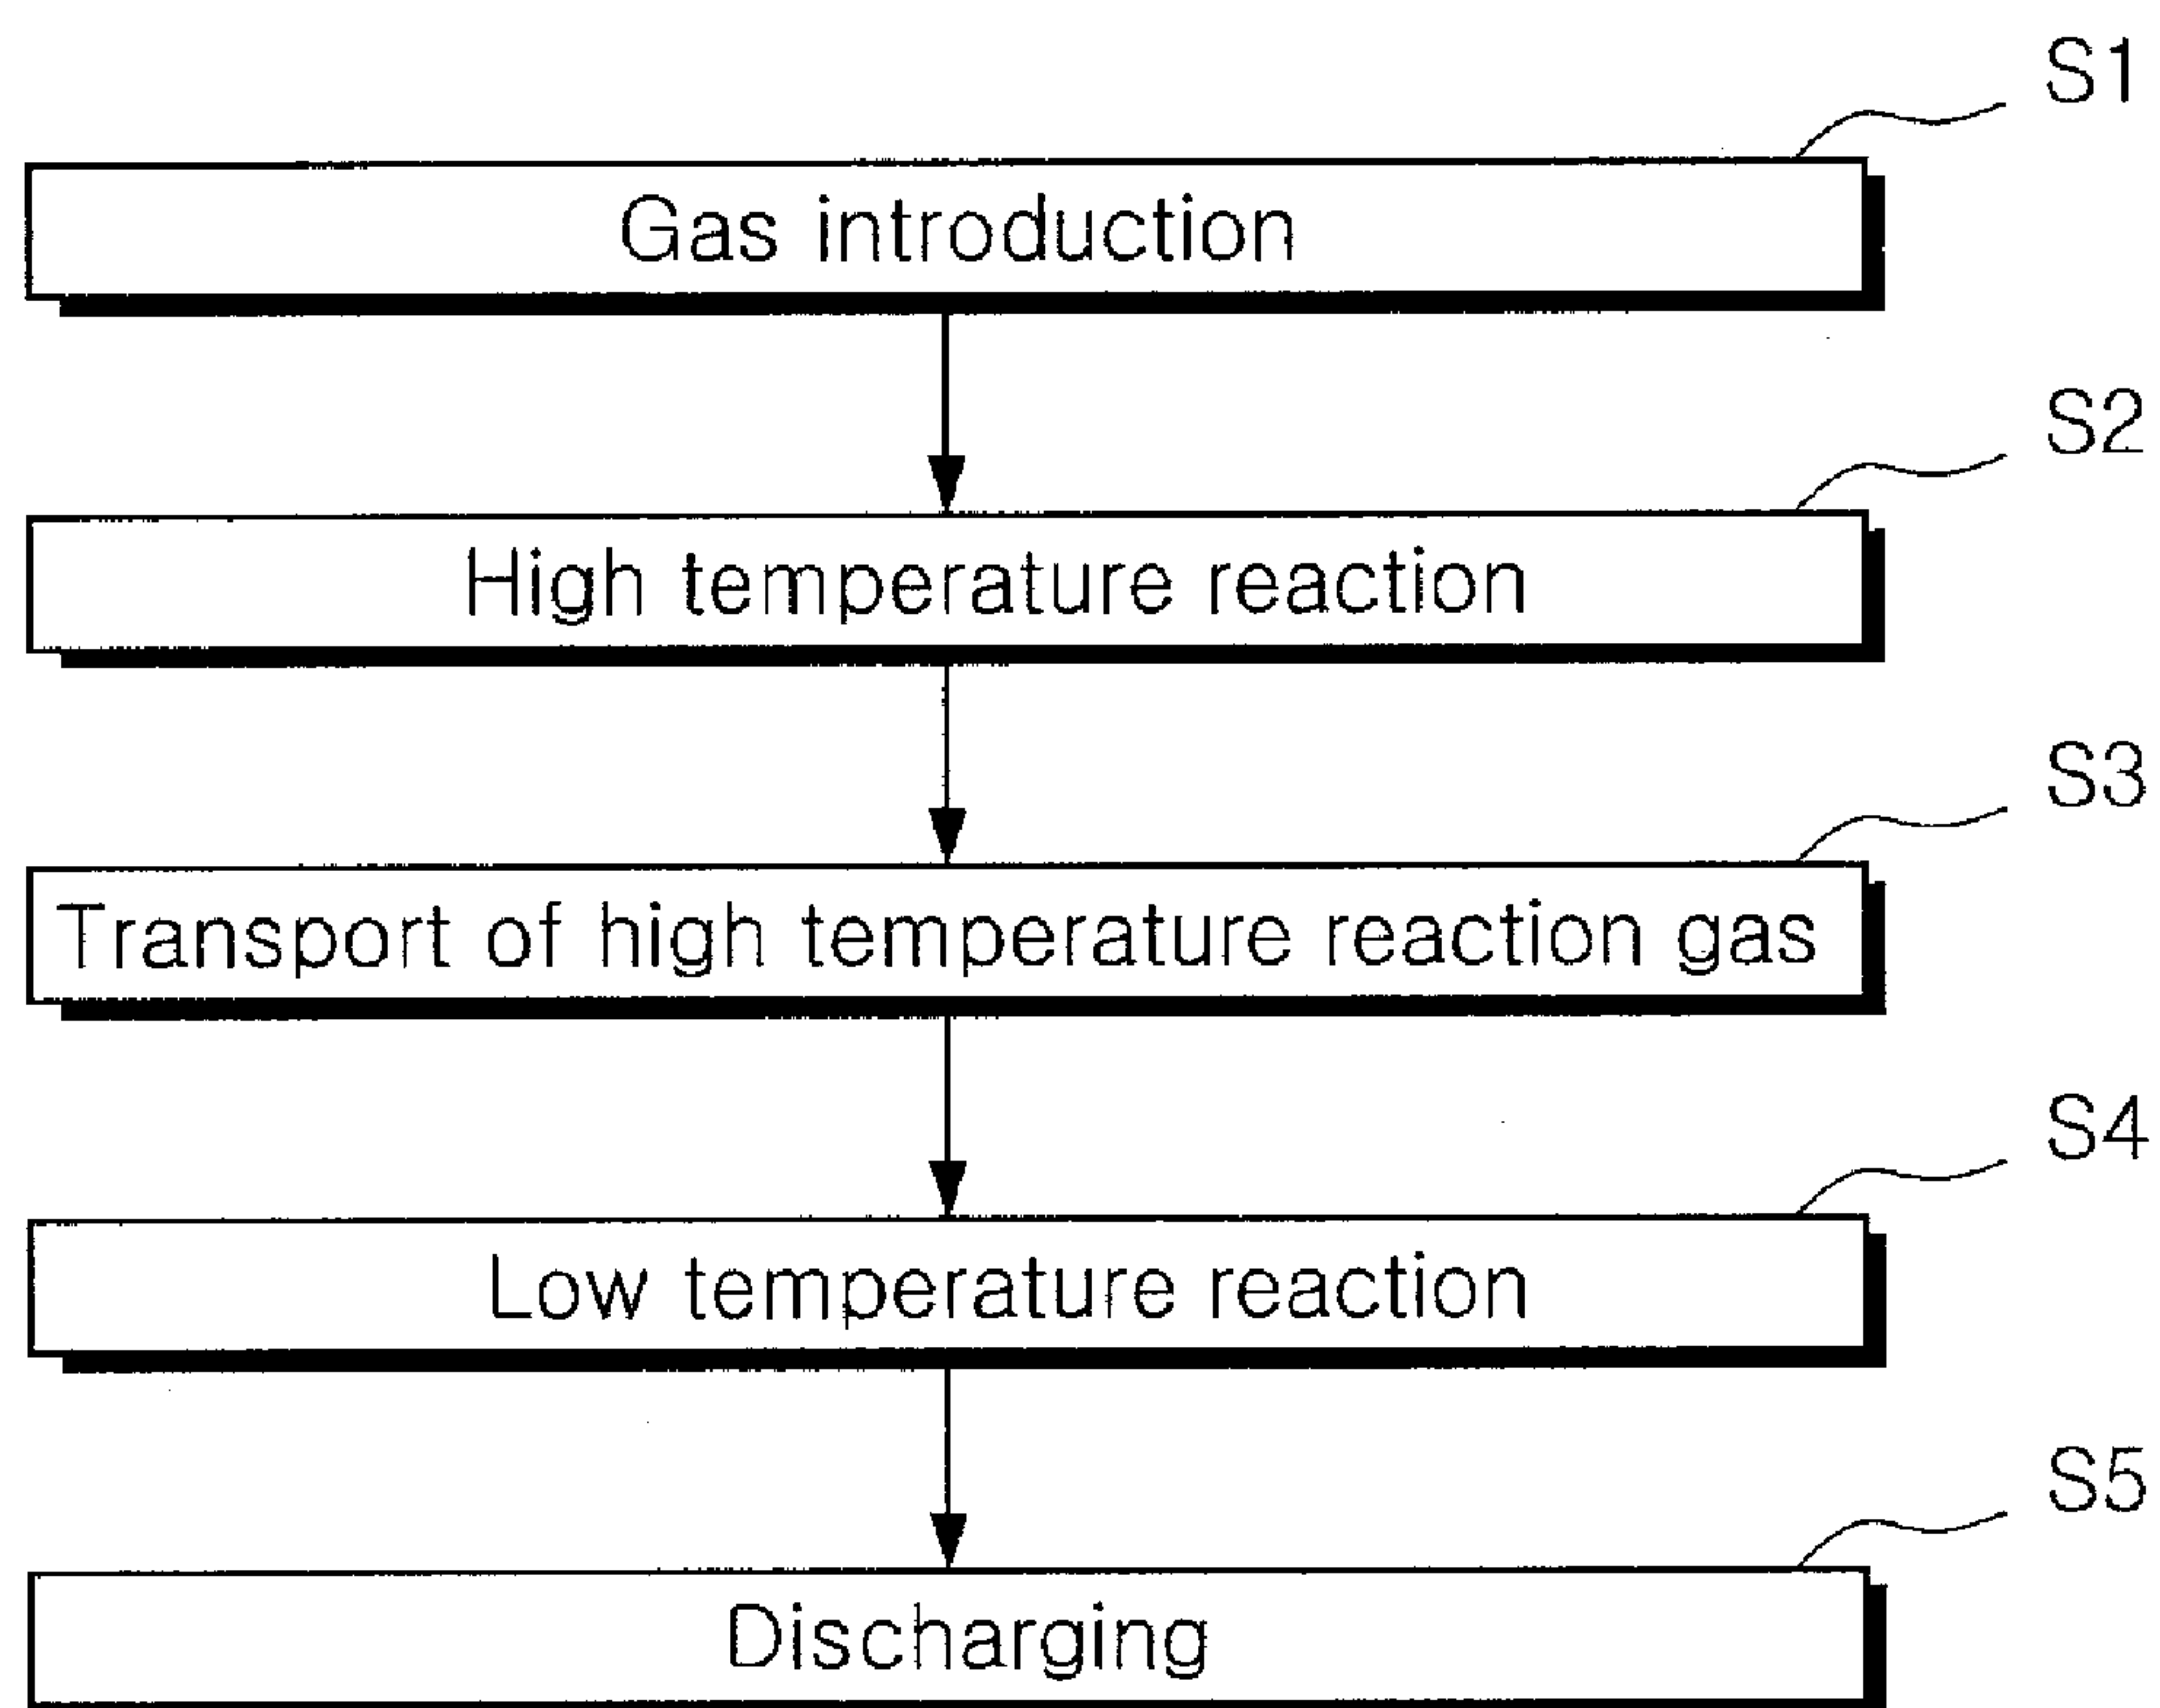 S1
Gas introduction
S2
High temperature reaction
S3
Transport of high temperature reaction gas
S4
Low temperature reaction
S5
Discharging